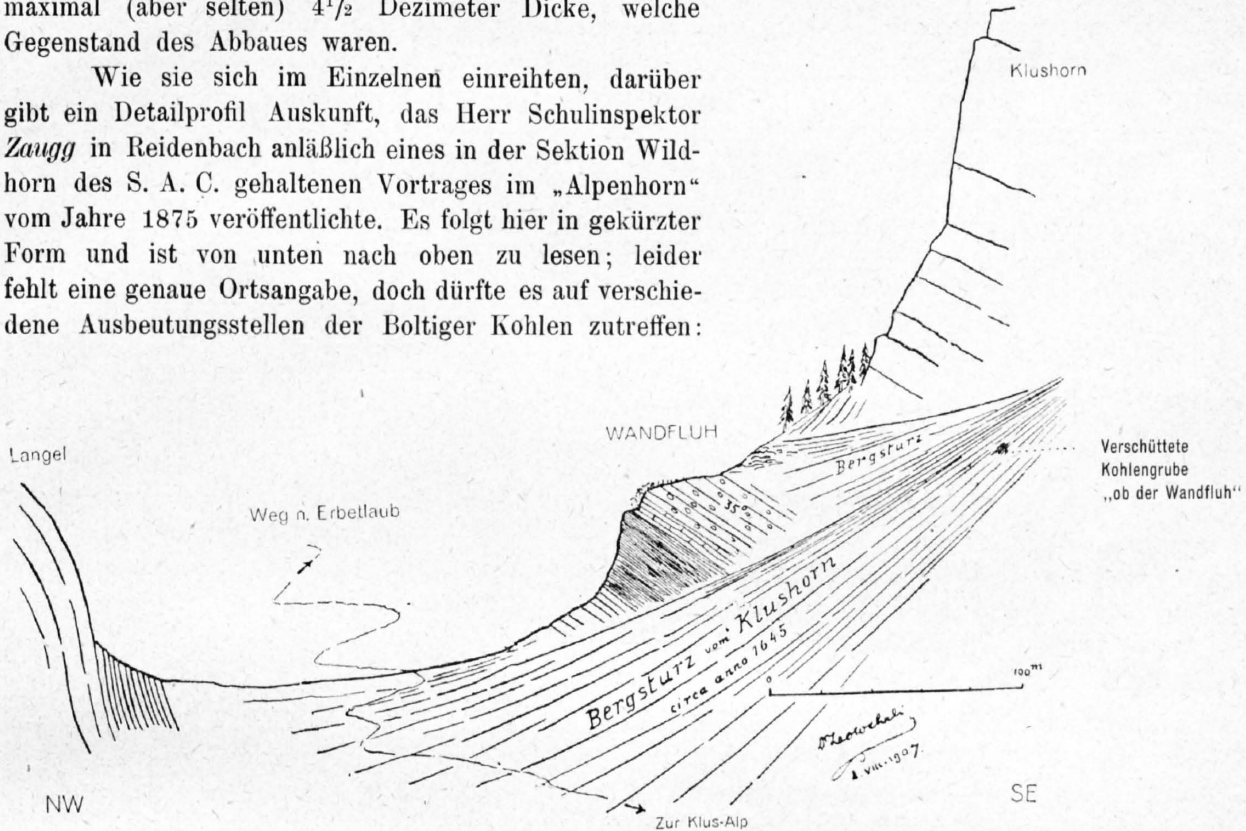 maximal (aber selten) 4¹/₂ Dezimeter Dicke, welche
Gegenstand des Abbaues waren.
Wie sie sich im Einzelnen einreihten, darüber
gibt ein Detailprofil Auskunft, das Herr Schulinspektor
Zaugg in Reidenbach anläßlich eines in der Sektion Wild-
horn des S. A. C. gehaltenen Vortrages im „Alpenhorn“
vom Jahre 1875 veröffentlichte. Es folgt hier in gekürzter
Form und ist von unten nach oben zu lesen; leider
fehlt eine genaue Ortsangabe, doch dürfte es auf verschie-
dene Ausbeutungsstellen der Boltiger Kohlen zutreffen:
Klushorn
WANDFLUH
Langel
Weg n. Erbetlaub
Bergsturz
35°
Verschüttete
Kohlengrube
„ob der Wandfluh“
Bergsturz vom Klushorn
circa anno 1645
0
100m
VIII.1907.
NW
SE
Zur Klus-Alp